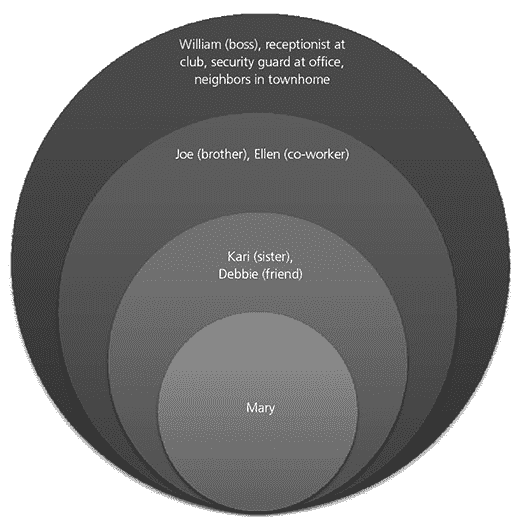 William (boss), receptionist at
club, security guard at office,
neighbors in townhome
Joe (brother), Ellen (co-worker)
Kari (sister),
Debbie (friend)
Mary